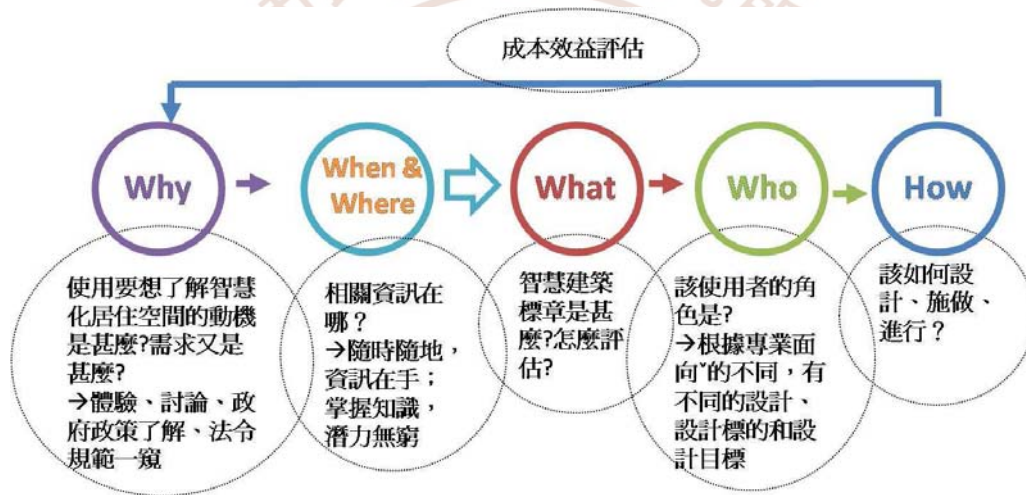 成本效益評估
Why
When &
Where
What
Who
How
使用要想了解智慧
化居住空間的動機
是甚麼?需求又是
甚麼?
→體驗、討論、政
府政策了解、法令
規範一窺
相關資訊在
哪？
→隨時隨地，
資訊在手；
掌握知識，
潛力無窮
智慧建築
標章是甚
麼?怎麼評
估?
該使用者的角
色是?
→根據專業面
向ˇ的不同，有
不同的設計、
設計標的和設
計目標
該如何設
計、施做、
進行？